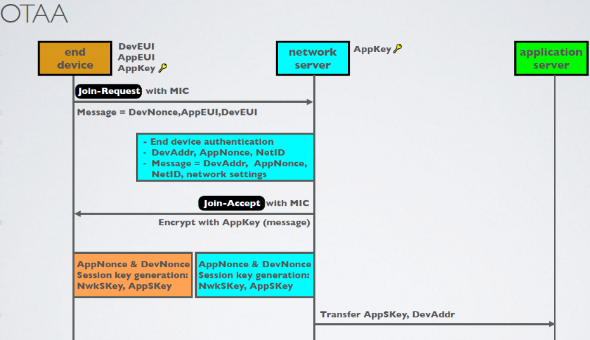 OTAA
end
device
DevEUI
AppEUI
AppKey
network
server
AppKey
application
server
Join-Request with MIC
Message = DevNonce,AppEUI,DevEUI
- End device authentication
- DevAddr, AppNonce, NetID
- Message = DevAddr, AppNonce,
NetID, network settings
Join-Accept with MIC
Encrypt with AppKey (message)
AppNonce & DevNonce
Session key generation:
NwkSKey, AppSKey
AppNonce & DevNonce
Session key generation:
NwkSKey, AppSKey
Transfer AppSKey, DevAddr